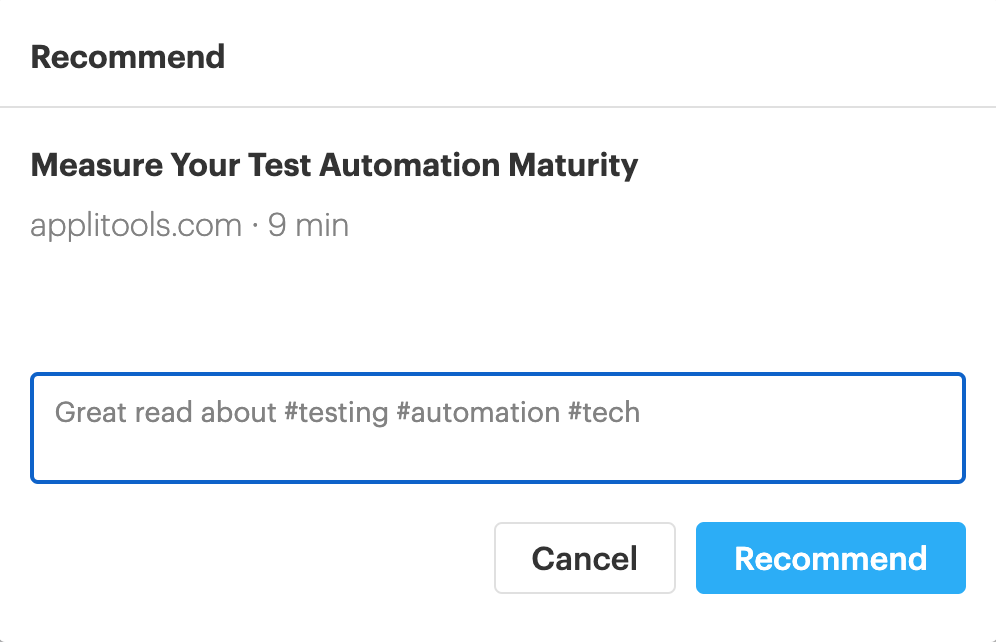 Recommend
Measure Your Test Automation Maturity
applitools.com · 9 min
Great read about #testing #automation #tech
Cancel
Recommend